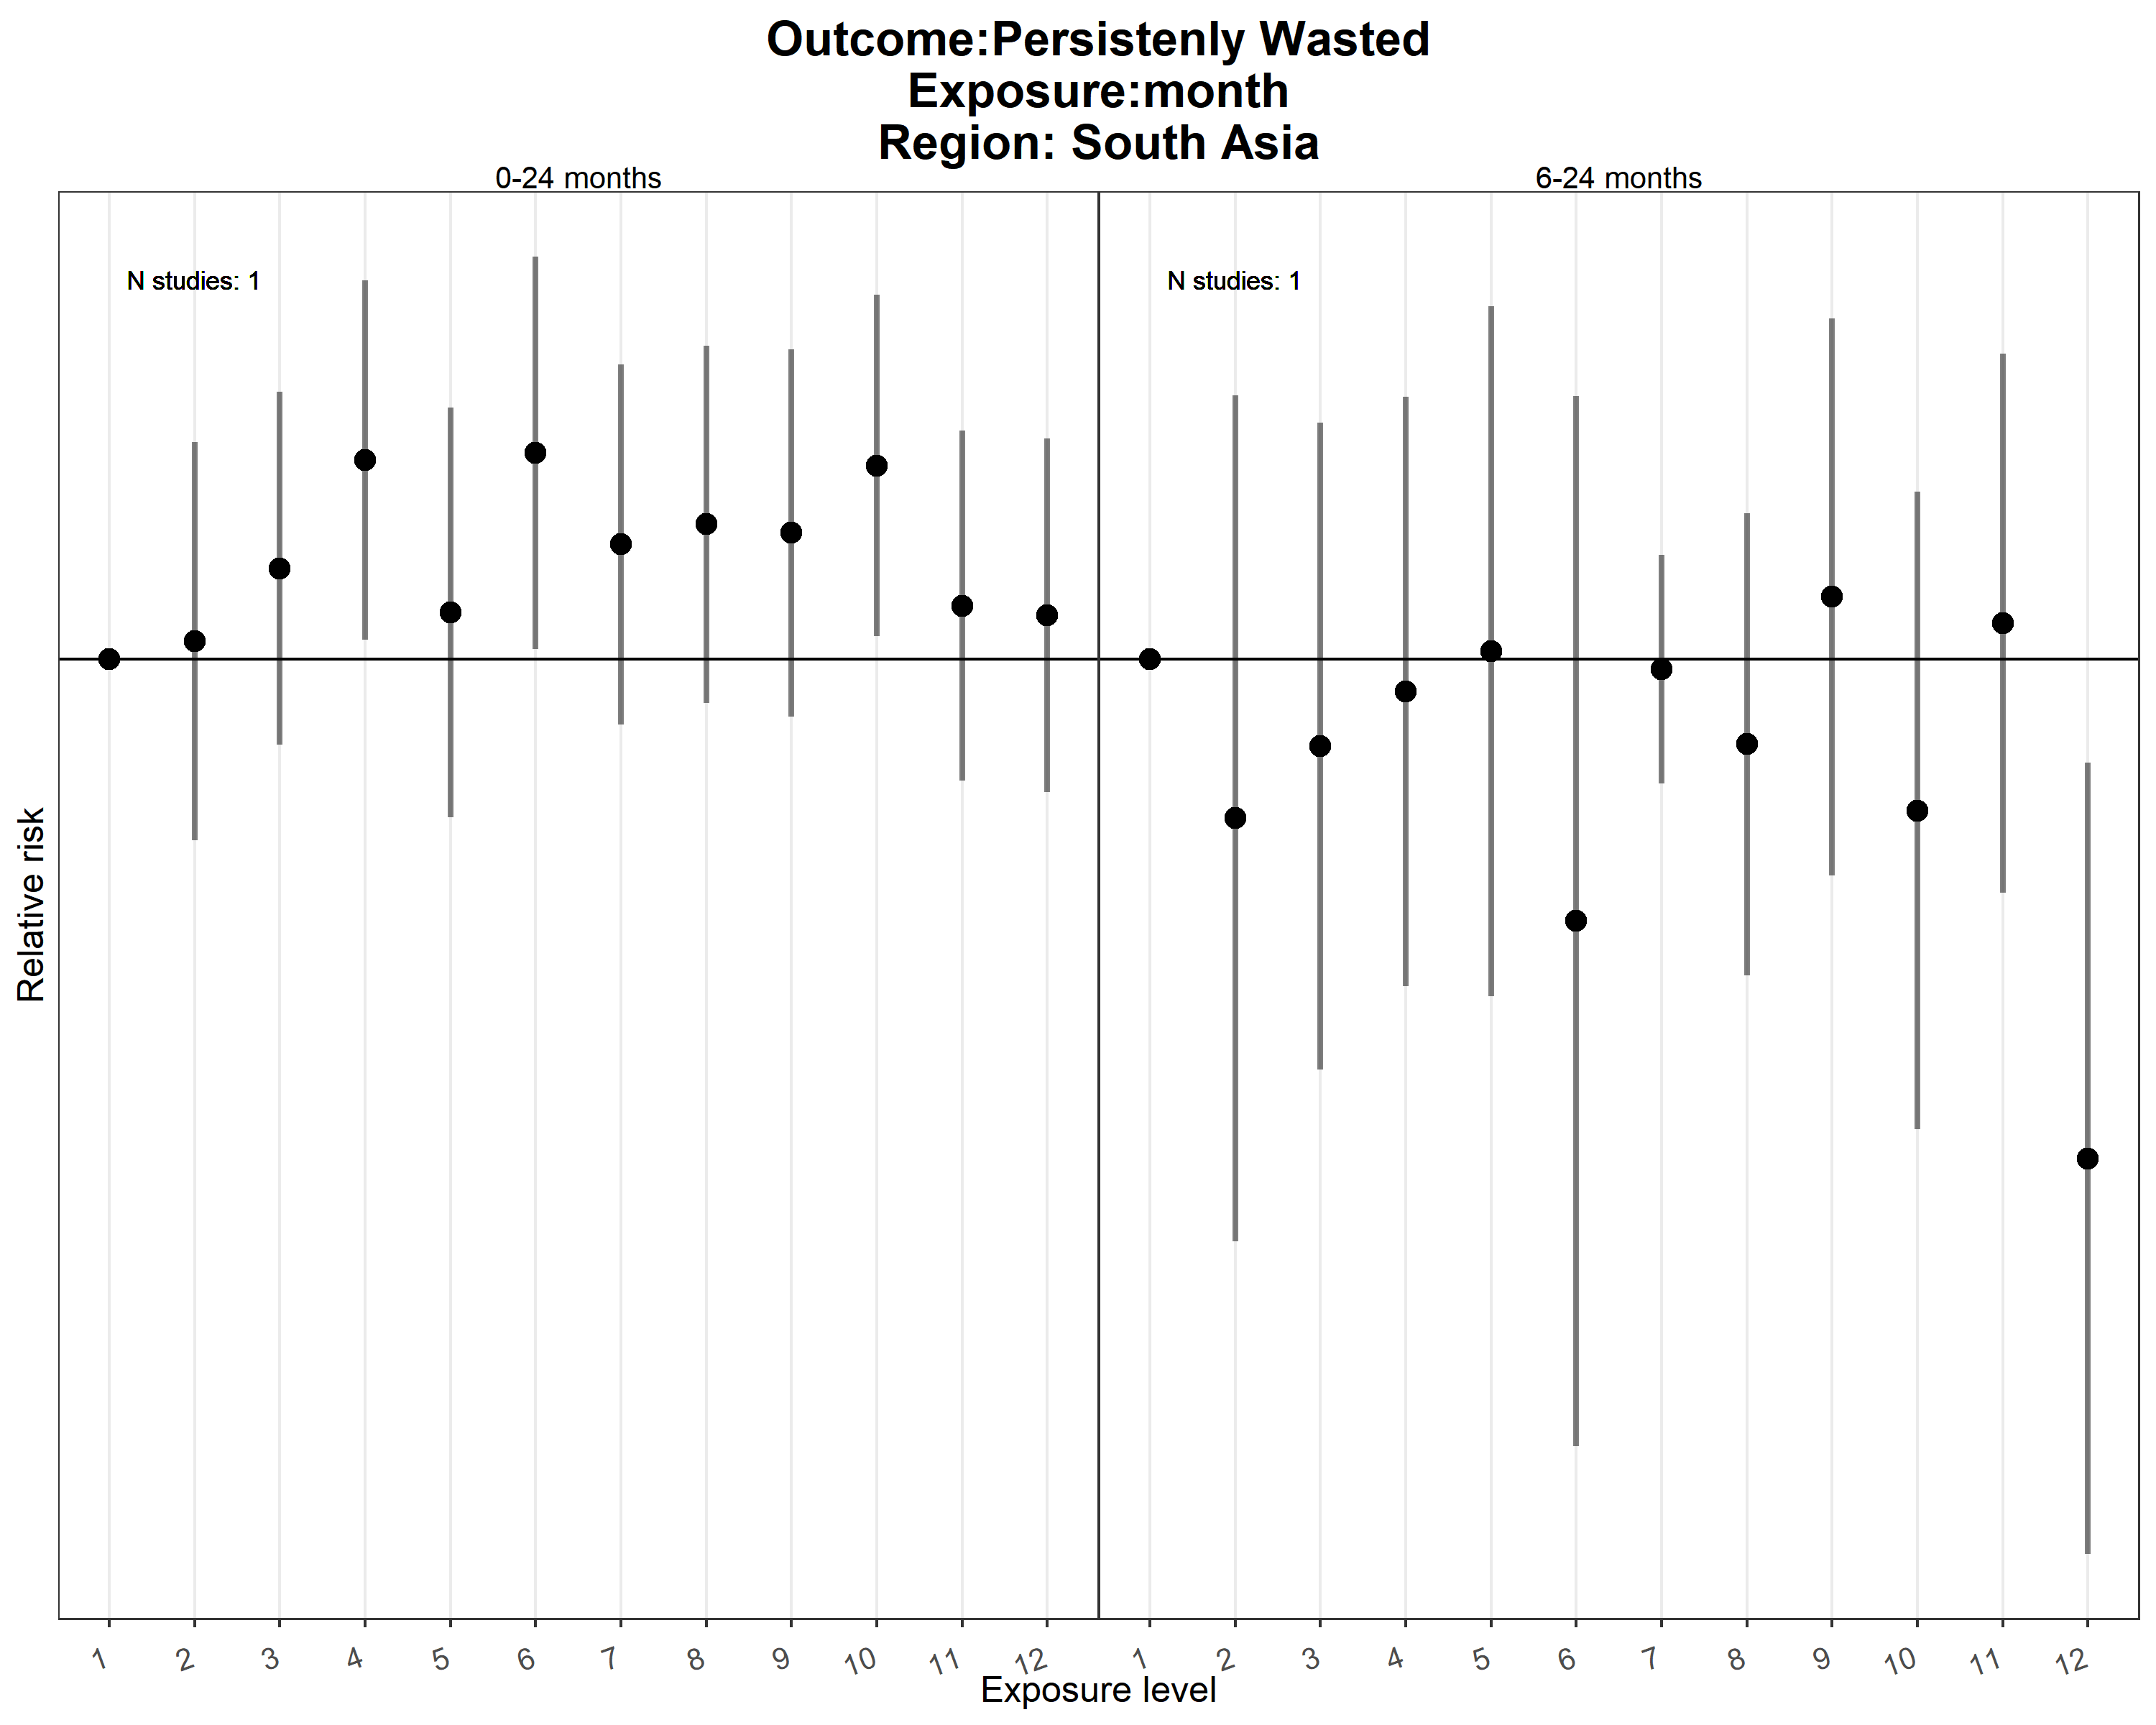 Outcome:Persistenly Wasted
Exposure:month
Region: South Asia
0-24 months
6-24 months
N studies: 1
N studies: 1
Relative risk
1 2 3 4 5 6 7 8 9 10 11 12
1 2 3 4 5 6 7 8 9 10 11 12
Exposure level